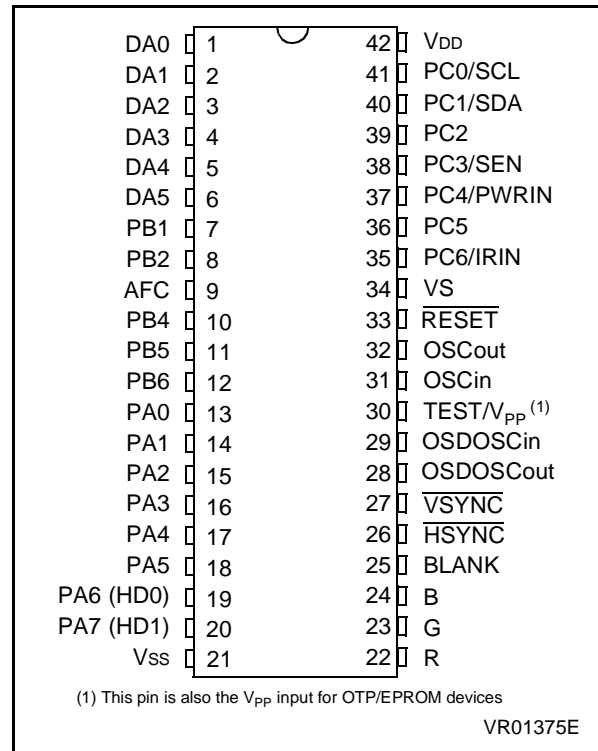 DA0 1 42 VDD
DA1 2 41 PC0/SCL
DA2 3 40 PC1/SDA
DA3 4 39 PC2
DA4 5 38 PC3/SEN
DA5 6 37 PC4/PWRIN
PB1 7 36 PC5
PB2 8 35 PC6/IRIN
AFC 9 34 VS
PB4 10 33 RESET
PB5 11 32 OSCout
PB6 12 31 OSCin
PA0 13 30 TEST/VPP (1)
PA1 14 29 OSDOSCin
PA2 15 28 OSDOSCout
PA3 16 27 VSYNC
PA4 17 26 HSYNC
PA5 18 25 BLANK
PA6 (HD0) 19 24 B
PA7 (HD1) 20 23 G
VSS 21 22 R
(1) This pin is also the VPP input for OTP/EPROM devices
VR01375E